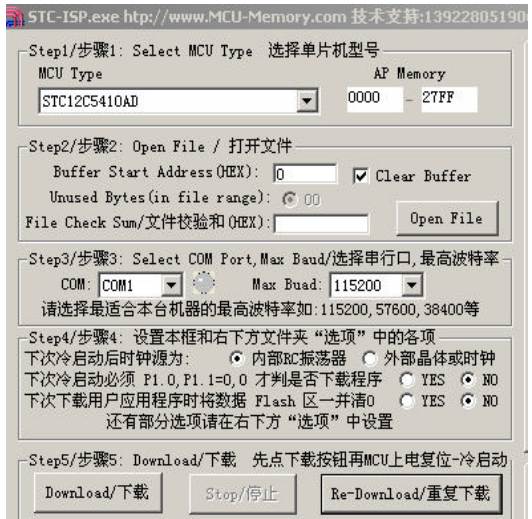 STC-ISP.exe htp://www.MCU-Memory.com 技术支持:1392280519
Step1/步骤1: Select MCU Type 选择单片机型号
MCU Type AP Memory
STC12C5410AD 0000 - 27FF
Step2/步骤2: Open File / 打开文件
Buffer Start Address(HEX): 0 Clear Buffer
Unused Bytes(in file range): 00
File Check Sum/文件校验和(HEX): Open File
Step3/步骤3: Select COM Port,Max Baud/选择串行口,最高波特率
COM: COM1 Max Buad: 115200
请选择最适合本台机器的最高波特率如:115200,57600,38400等
Step4/步骤4: 设置本框和右下方文件夹“选项”中的各项
下次冷启动后时钟源为: 内部RC振荡器 外部晶体或时钟
下次冷启动必须 P1.0,P1.1=0,0 才判是否下载程序 YES NO
下次下载用户应用程序时将数据 Flash 区一并清0 YES NO
还有部分选项请在右下方“选项”中设置
Step5/步骤5: Download/下载 先点下载按钮再MCU上电复位-冷启动
Download/下载 Stop/停止 Re-Download/重复下载